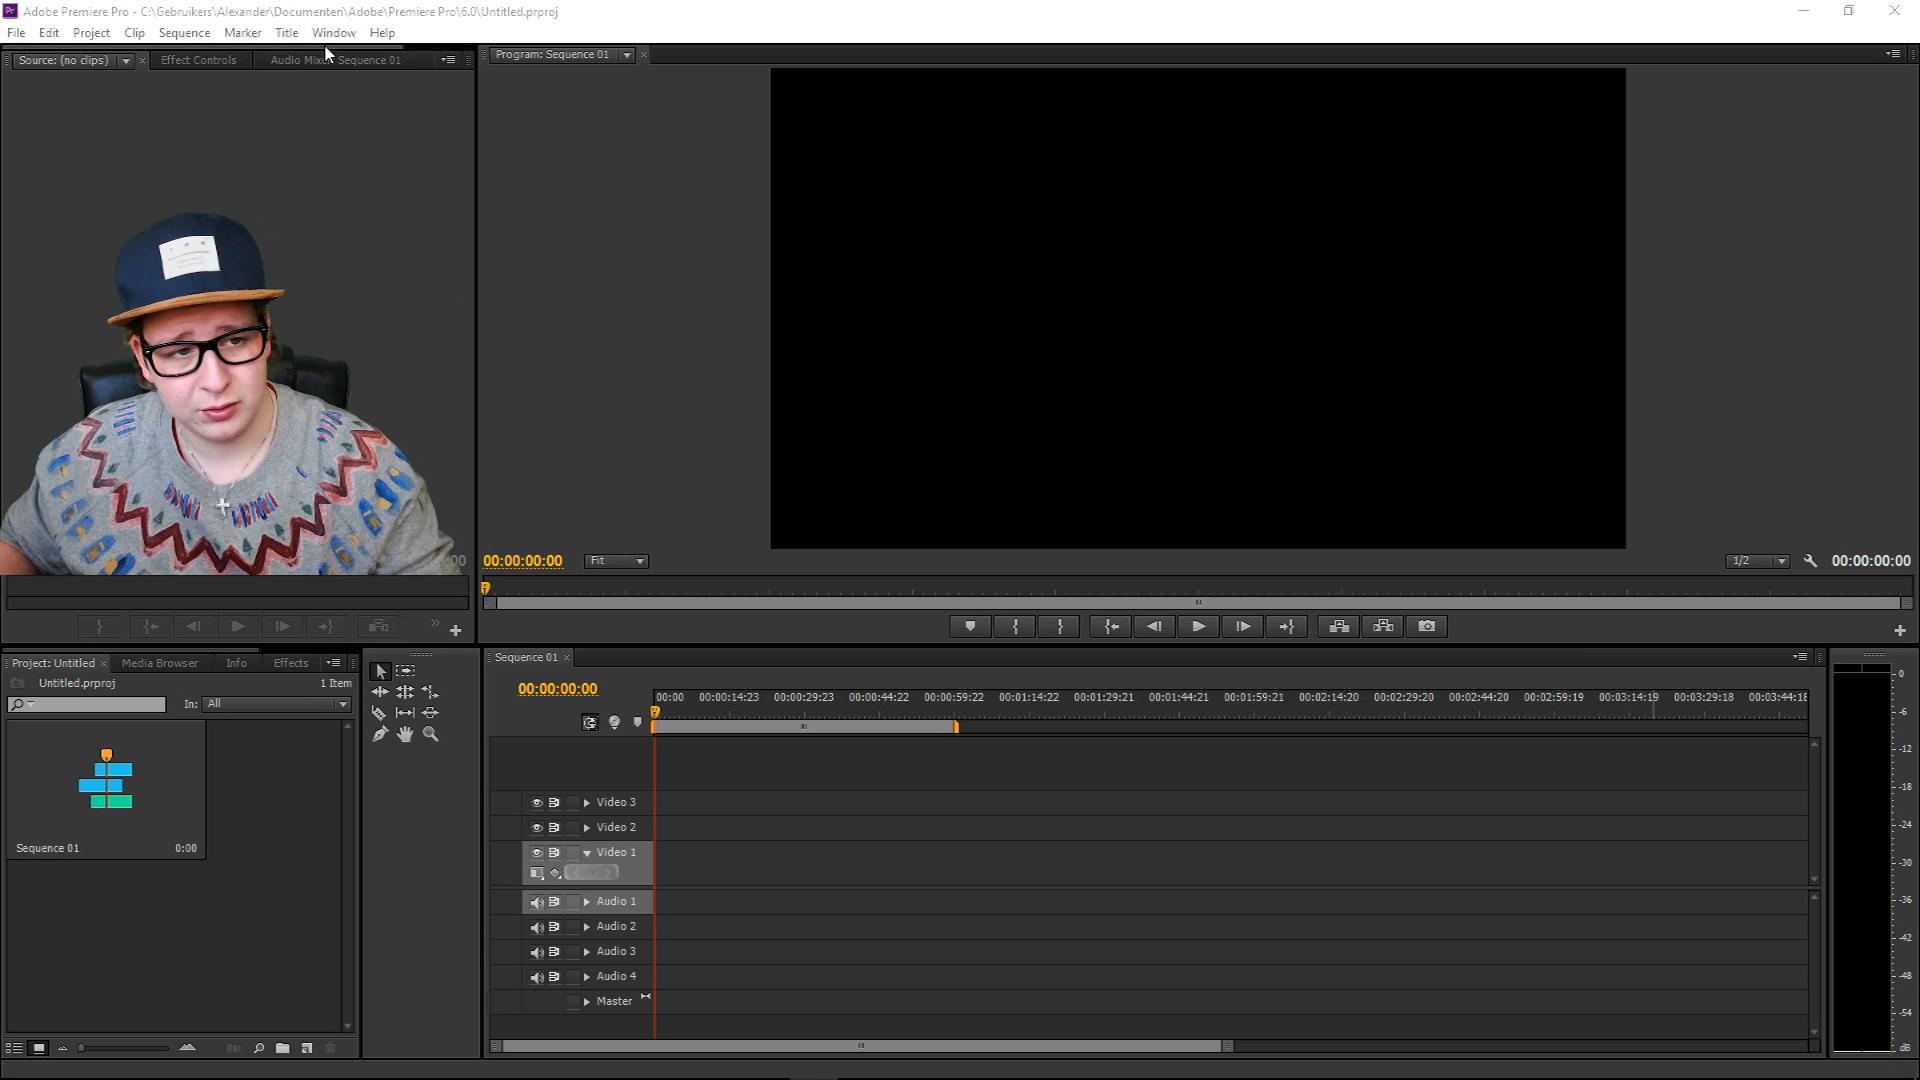 Adobe Premiere Pro - C:\Gebruikers\Alexander\Documenten\Adobe\Premiere Pro\6.0\Untitled.prproj
File Edit Project Clip Sequence Marker Title Window Help
Source: (no clips) Effect Controls Audio Mixer: Sequence 01
Program: Sequence 01
00:00:00:00 Fit 1/2 00:00:00:00
Project: Untitled Media Browser Info Effects
Untitled.prproj 1 Item
In: All
Sequence 01 0:00
Sequence 01
00:00:00:00
00:00 00:00:14:23 00:00:29:23 00:00:44:22 00:00:59:22 00:01:14:22 00:01:29:21 00:01:44:21 00:01:59:21 00:02:14:20 00:02:29:20 00:02:44:20 00:02:59:19 00:03:14:19 00:03:29:18 00:03:44:18
Video 3
Video 2
Video 1
Audio 1
Audio 2
Audio 3
Audio 4
Master
0
-6
-12
-18
-24
-30
-36
-42
-48
-54
dB